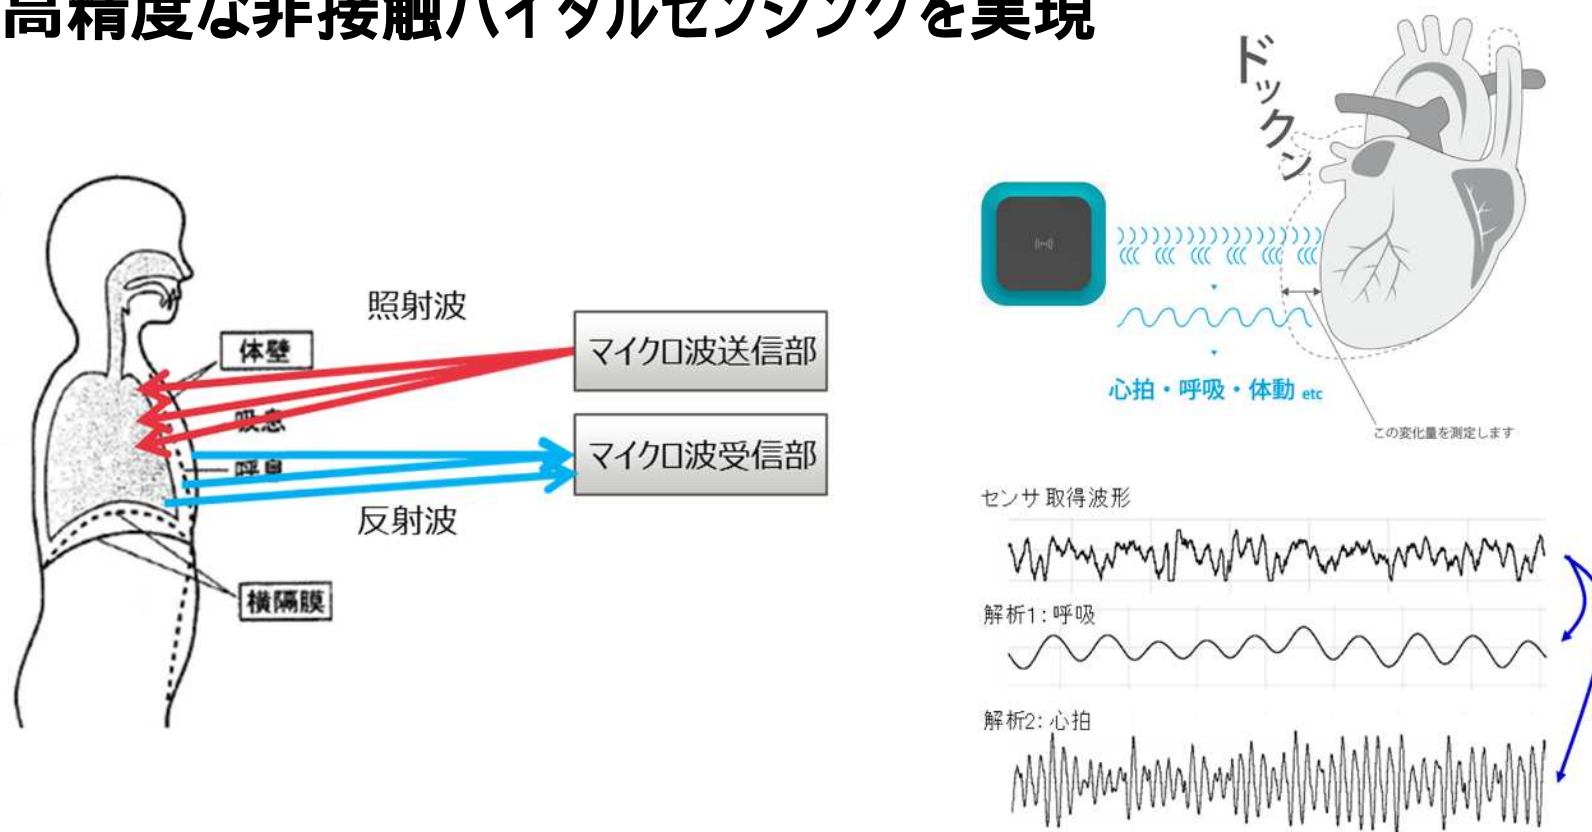 高精度な非接触バイタルセンシングを実現
照射波
マイクロ波送信部
体壁
吸息
呼息
マイクロ波受信部
反射波
横隔膜
ドックン
心拍・呼吸・体動 etc
この変化量を測定します
センサ 取得波形
解析1: 呼吸
解析2: 心拍